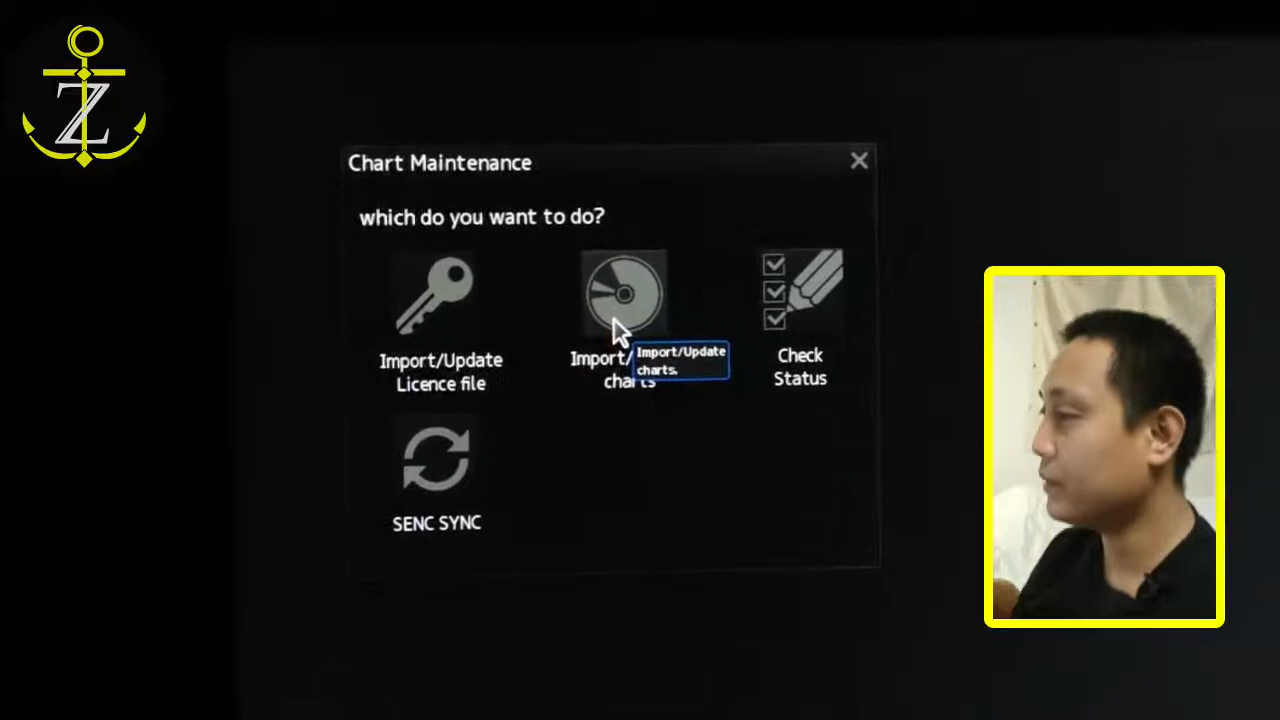 Z
Chart Maintenance
which do you want to do?
Import/Update
Licence file
Import/
charts
Import/Update
charts.
Check
Status
SENC SYNC